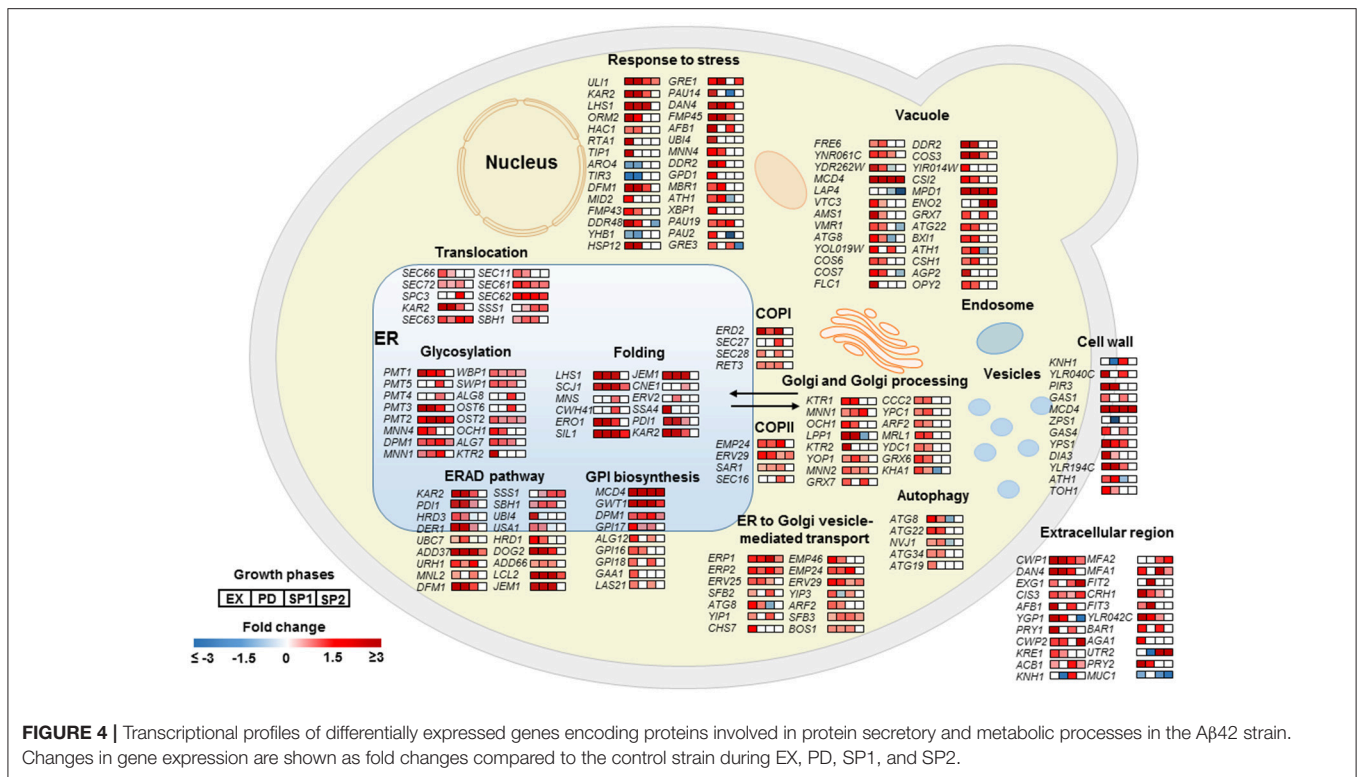 Response to stress
ULI1 GRE1
KAR2 PAU14
LHS1 DAN4
ORM2 FMP45
HAC1 AFB1
RTA1 UBI4
TIP1 MNN4
ARO4 DDR2
TIR3 GPD1
DFM1 MBR1
MID2 ATH1
FMP43 XBP1
DDR48 PAU19
YHB1 PAU2
HSP12 GRE3
Nucleus
Vacuole
FRE6 DDR2
YNR061C COS3
YDR262W YIR014W
MCD4 CSI2
LAP4 MPD1
VTC3 ENO2
AMS1 GRX7
VMR1 ATG22
ATG8 BXI1
YOL019W ATH1
COS6 CSH1
COS7 AGP2
FLC1 OPY2
Translocation
SEC66 SEC11
SEC72 SEC61
SPC3 SEC62
KAR2 SSS1
SEC63 SBH1
ER
Glycosylation
PMT1 WBP1
PMT5 SWP1
PMT4 ALG8
PMT3 OST6
PMT2 OST2
MNN4 OCH1
DPM1 ALG7
MNN1 KTR2
Folding
LHS1 JEM1
SCJ1 CNE1
MNS ERV2
CWH41 SSA4
ERO1 PDI1
SIL1 KAR2
COPI
ERD2
SEC27
SEC28
RET3
Golgi and Golgi processing
KTR1 CCC2
MNN1 YPC1
OCH1 ARF2
LPP1 MRL1
KTR2 YDC1
YOP1 GRX6
MNN2 KHA1
GRX7
COPII
EMP24
ERV29
SAR1
SEC16
Endosome
Vesicles
Cell wall
KNH1
YLR040C
PIR3
GAS1
MCD4
ZPS1
GAS4
YPS1
DIA3
YLR194C
ATH1
TOH1
ERAD pathway
KAR2 SSS1
PDI1 SBH1
HRD3 UBI4
DER1 USA1
UBC7 HRD1
ADD37 DOG2
URH1 ADD66
MNL2 LCL2
DFM1 JEM1
GPI biosynthesis
MCD4
GWT1
DPM1
GPI17
ALG12
GPI16
GPI18
GAA1
LAS21
ER to Golgi vesicle-
mediated transport
ERP1 EMP46
ERP2 EMP24
ERV25 ERV29
SFB2 YIP3
ATG8 ARF2
YIP1 SFB3
CHS7 BOS1
Autophagy
ATG8
ATG22
NVJ1
ATG34
ATG19
Extracellular region
CWP1 MFA2
DAN4 MFA1
EXG1 FIT2
CIS3 CRH1
AFB1 FIT3
YGP1 YLR042C
PRY1 BAR1
CWP2 AGA1
KRE1 UTR2
ACB1 PRY2
KNH1 MUC1
Growth phases
EX PD SP1 SP2
Fold change
≤ -3 -1.5 0 1.5 ≥3
FIGURE 4 | Transcriptional profiles of differentially expressed genes encoding proteins involved in protein secretory and metabolic processes in the Aβ42 strain.
Changes in gene expression are shown as fold changes compared to the control strain during EX, PD, SP1, and SP2.